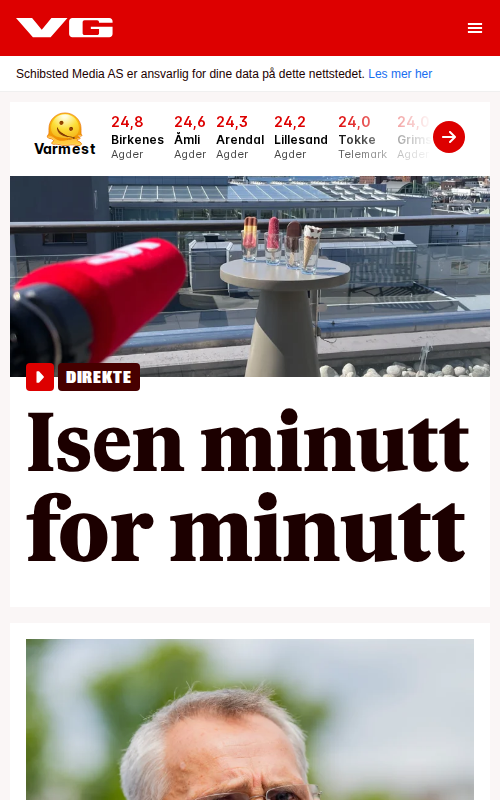 VG
Schibsted Media AS er ansvarlig for dine data på dette nettstedet. Les mer her
Varmest
24,8
Birkenes
Agder
24,6
Åmli
Agder
24,3
Arendal
Agder
24,2
Lillesand
Agder
24,0
Tokke
Telemark
24,0
Agder
VG
DIREKTE
Isen minutt
for minutt